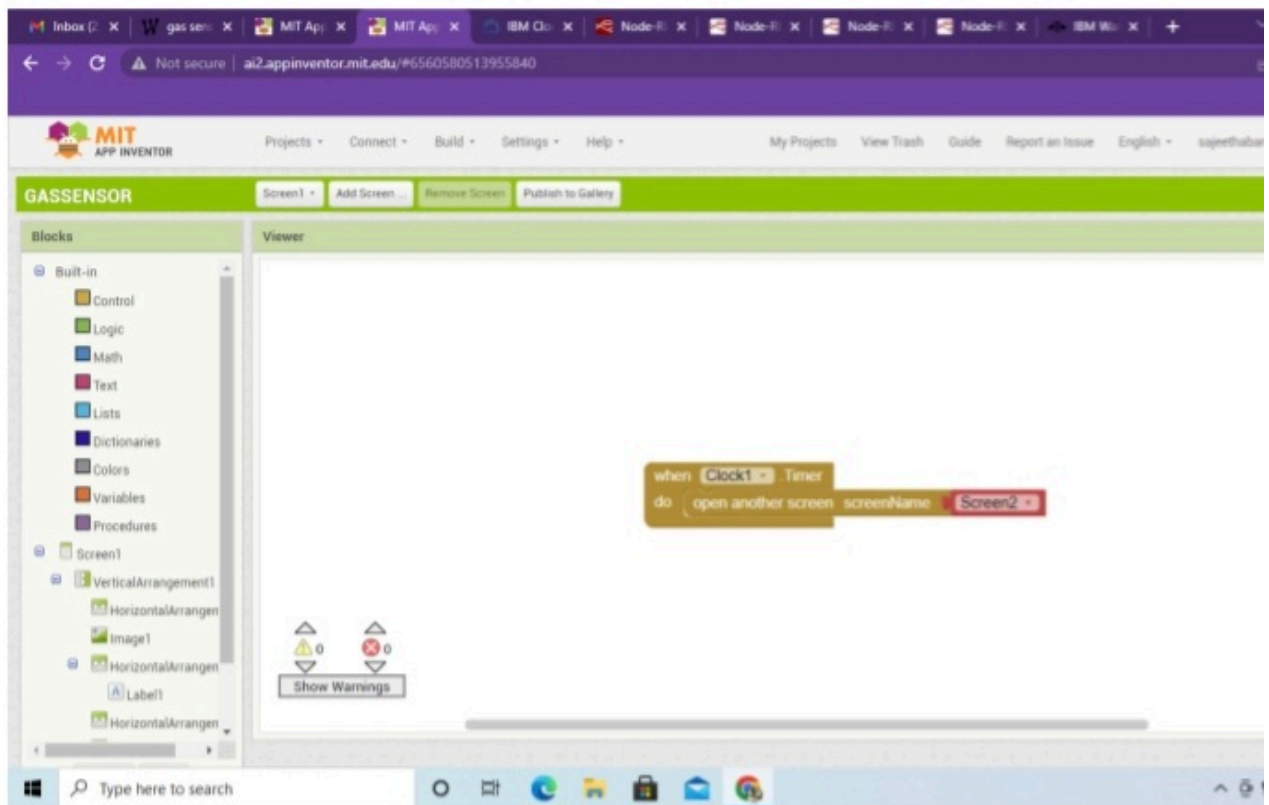 Inbox (2 gas sen MIT App MIT App IBM Clo Node-R Node-R Node-R Node-R IBM Wa
Not secure ai2.appinventor.mit.edu/#6560580513955840
MIT
APP INVENTOR
Projects Connect Build Settings Help My Projects View Trash Guide Report an Issue English sajeethabar
GASSENSOR Screen1 Add Screen ... Remove Screen Publish to Gallery
Blocks Viewer
Built-in
Control
Logic
Math
Text
Lists
Dictionaries
Colors
Variables
Procedures
Screen1
VerticalArrangement1
HorizontalArrangen
Image1
HorizontalArrangen
Label1
HorizontalArrangen
when Clock1 .Timer
do open another screen screenName Screen2
0 0
Show Warnings
Type here to search